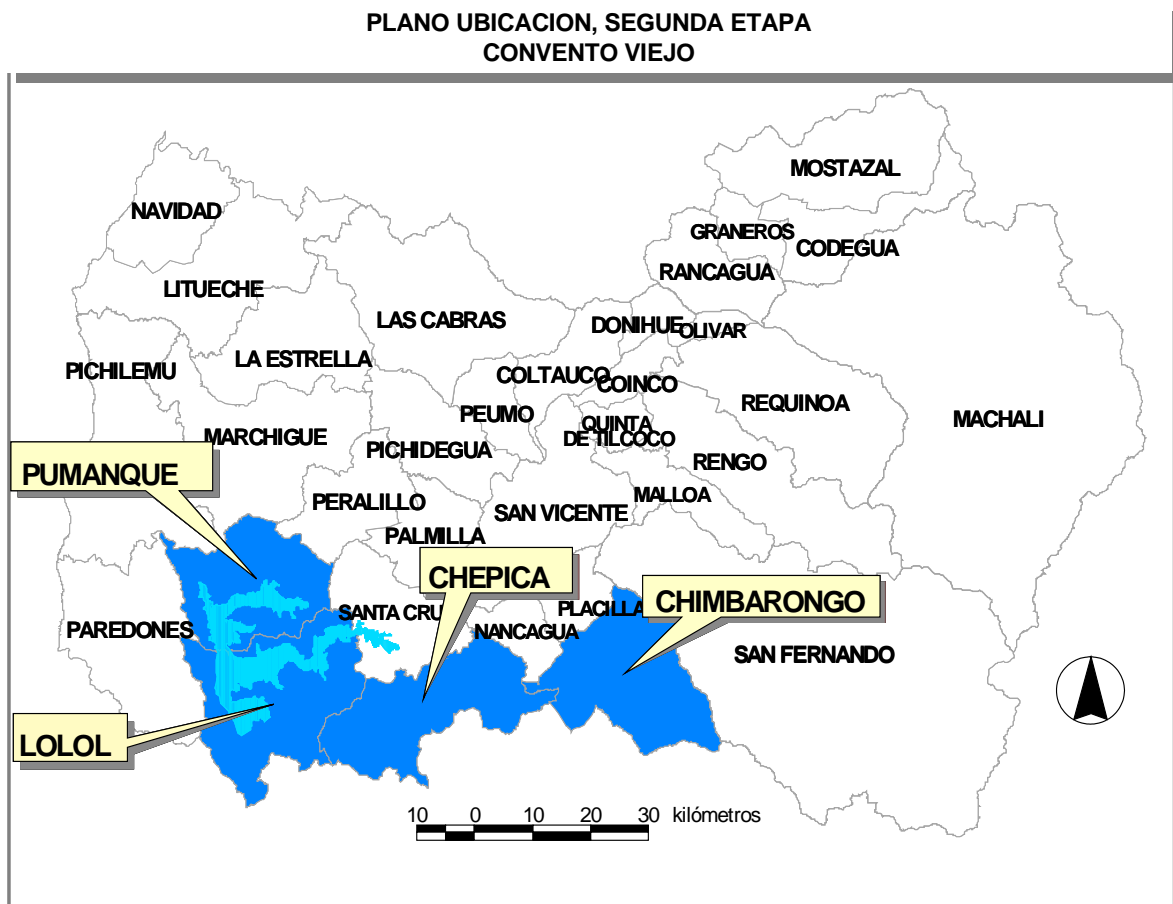 PLANO UBICACION, SEGUNDA ETAPA
CONVENTO VIEJO
MOSTAZAL
NAVIDAD
GRANEROS
CODEGUA
RANCAGUA
LITUECHE
LAS CABRAS
DONIHUE
OLIVAR
LA ESTRELLA
PICHILEMU
COLTAUCO
COINCO
REQUINOA
PEUMO
MACHALI
QUINTA
DE TILCOCO
MARCHIGUE
PICHIDEGUA
RENGO
PUMANQUE
MALLOA
PERALILLO
SAN VICENTE
PALMILLA
CHEPICA
CHIMBARONGO
PLACILLA
SANTA CRU
NANCAGUA
PAREDONES
SAN FERNANDO
LOLOL
10 0 10 20 30 kilómetros